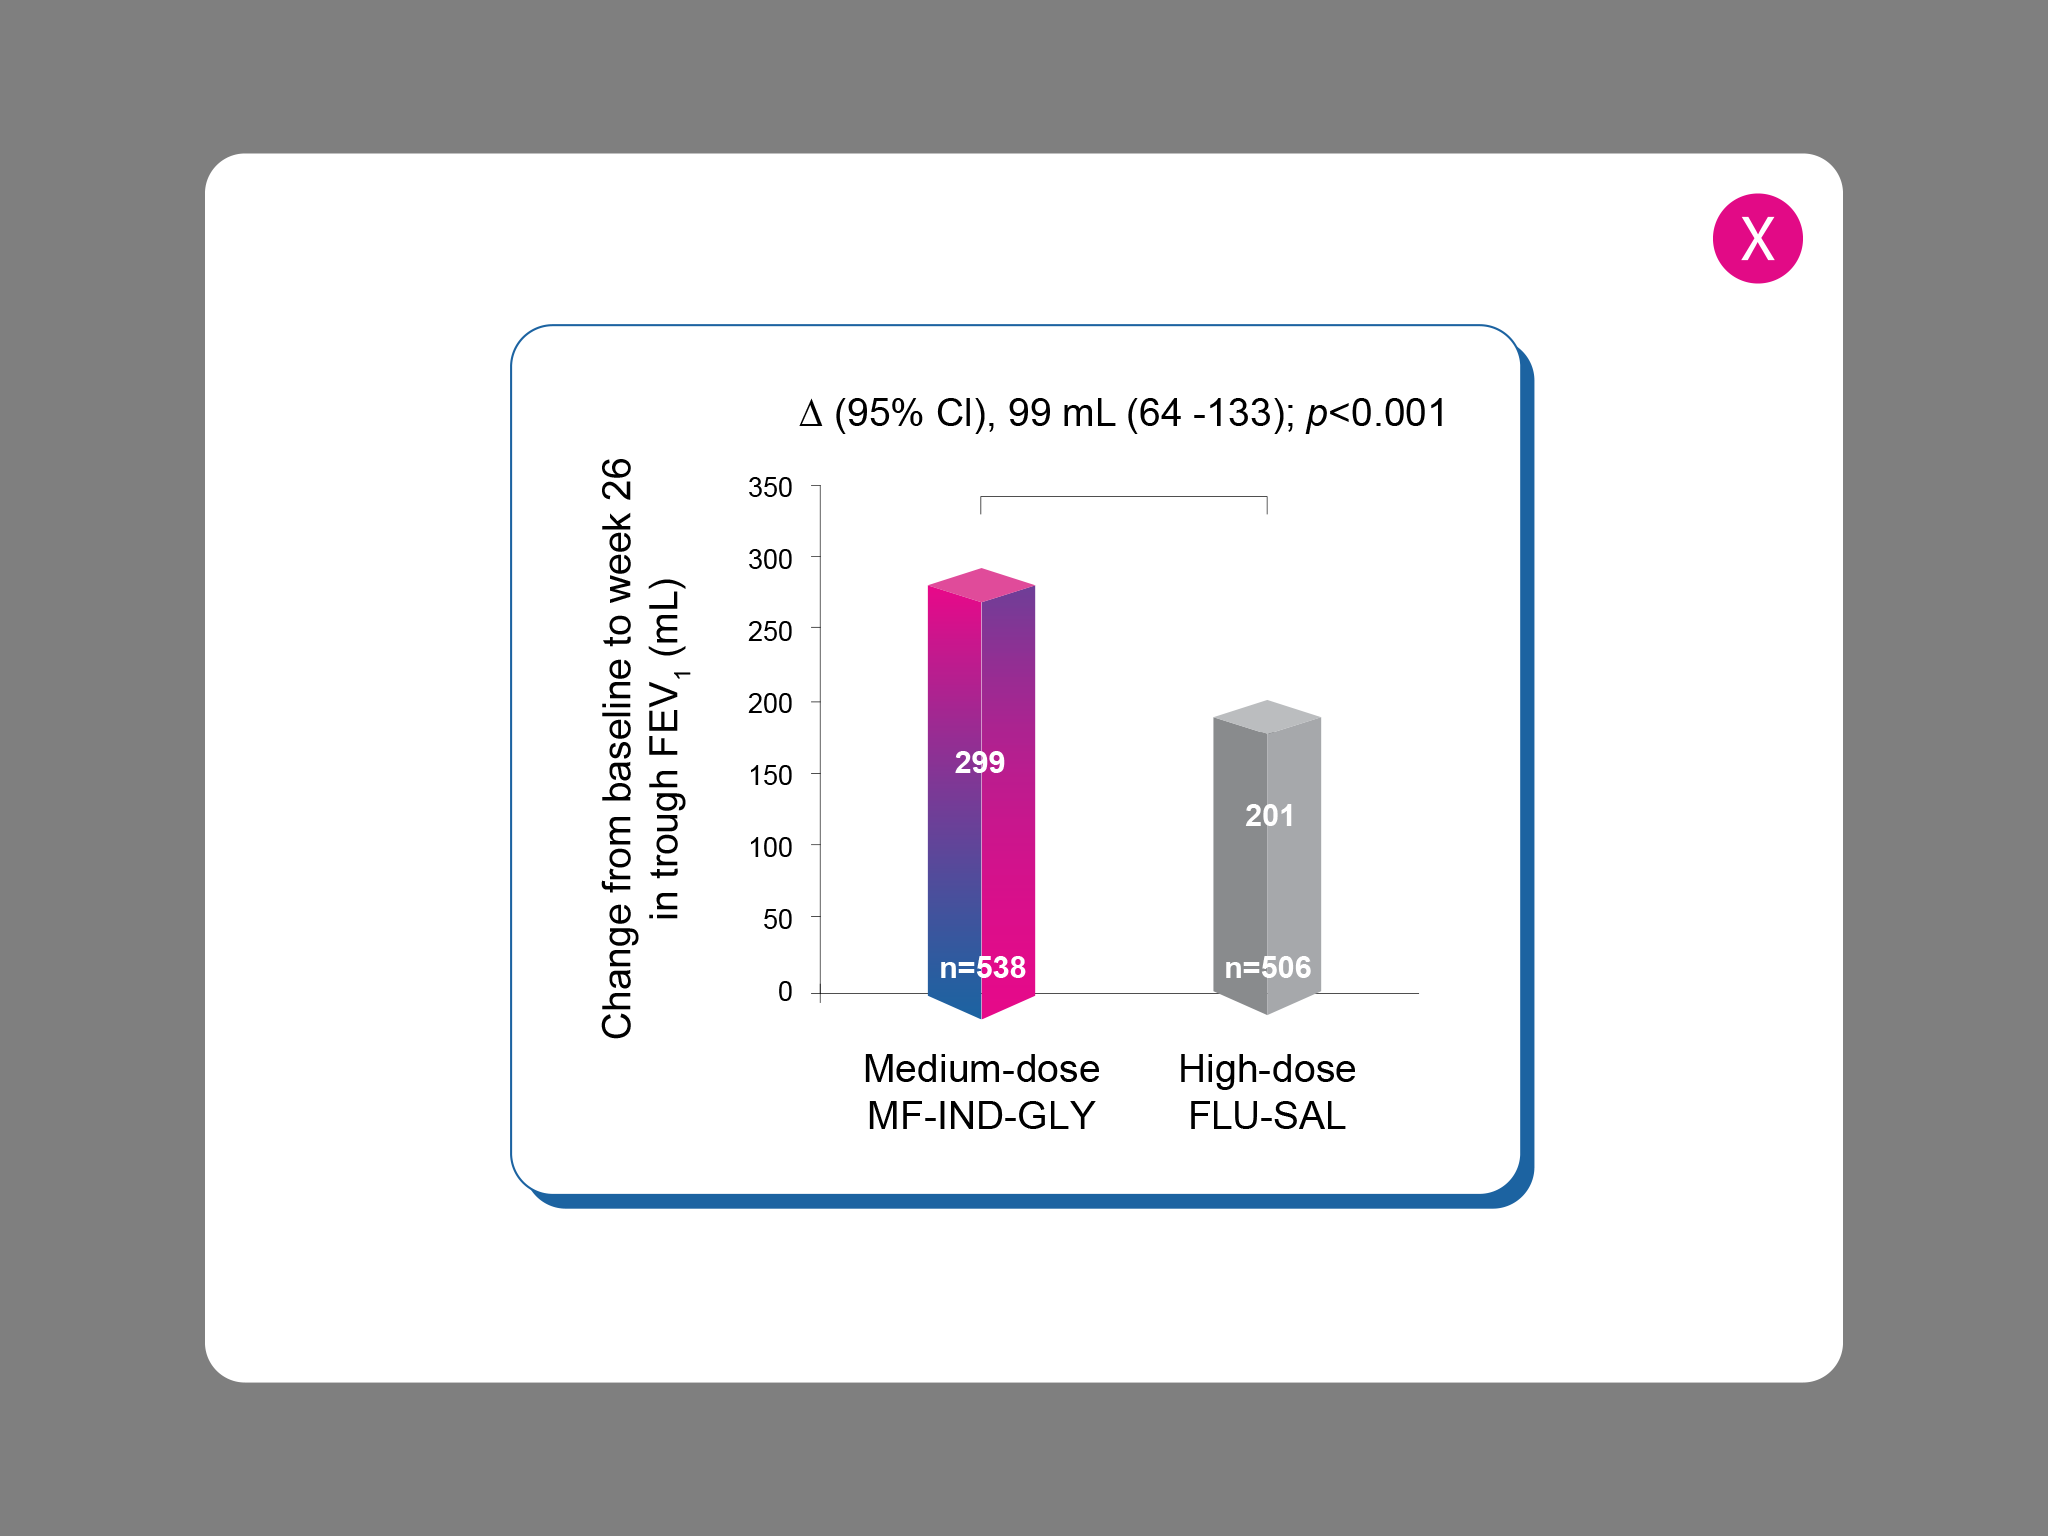 X
Δ (95% CI), 99 mL (64 -133); p<0.001
Change from baseline to week 26
in trough FEV₁ (mL)
350
300
250
200
150
100
50
0
299
201
n=538
n=506
Medium-dose
MF-IND-GLY
High-dose
FLU-SAL